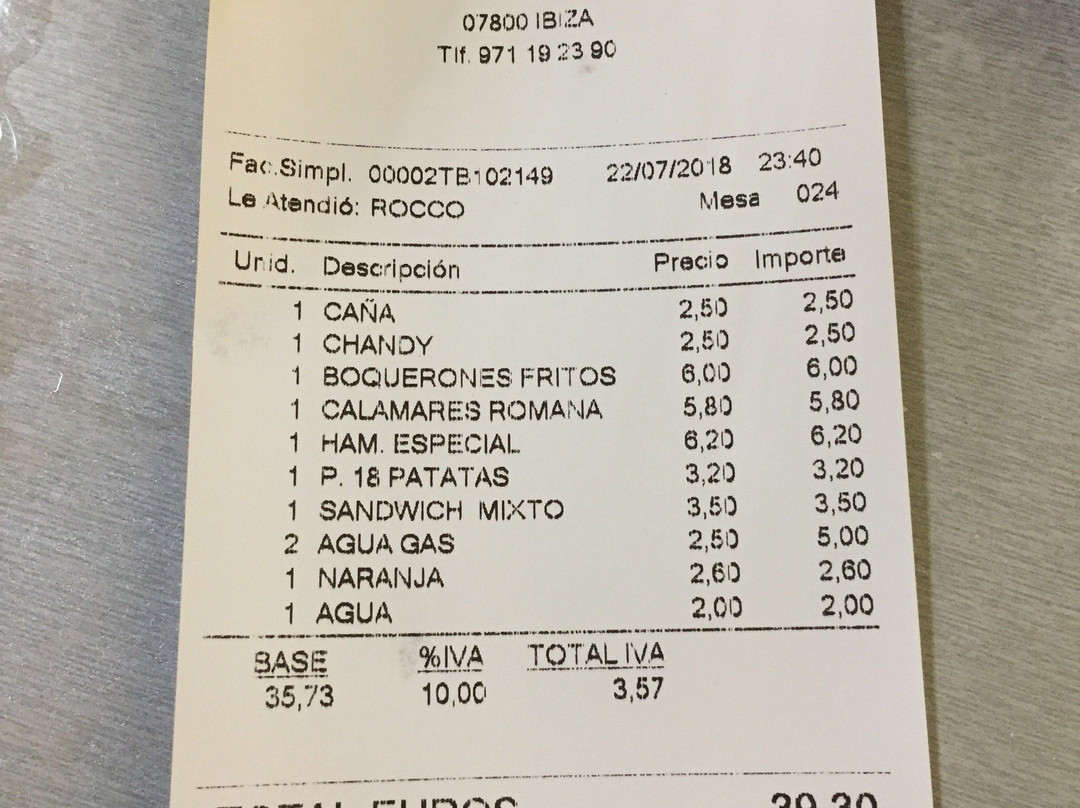 07800 IBIZA
Tlf. 971 19 23 90
Fac.Simpl. 00002TB102149 22/07/2018 23:40
Le Atendió: ROCCO Mesa 024
Unid. Descripción Precio Importe
1 CAÑA 2,50 2,50
1 CHANDY 2,50 2,50
1 BOQUERONES FRITOS 6,00 6,00
1 CALAMARES ROMANA 5,80 5,80
1 HAM. ESPECIAL 6,20 6,20
1 P. 18 PATATAS 3,20 3,20
1 SANDWICH MIXTO 3,50 3,50
2 AGUA GAS 2,50 5,00
1 NARANJA 2,60 2,60
1 AGUA 2,00 2,00
BASE %IVA TOTAL IVA
35,73 10,00 3,57
TOTAL EUROS 39,30